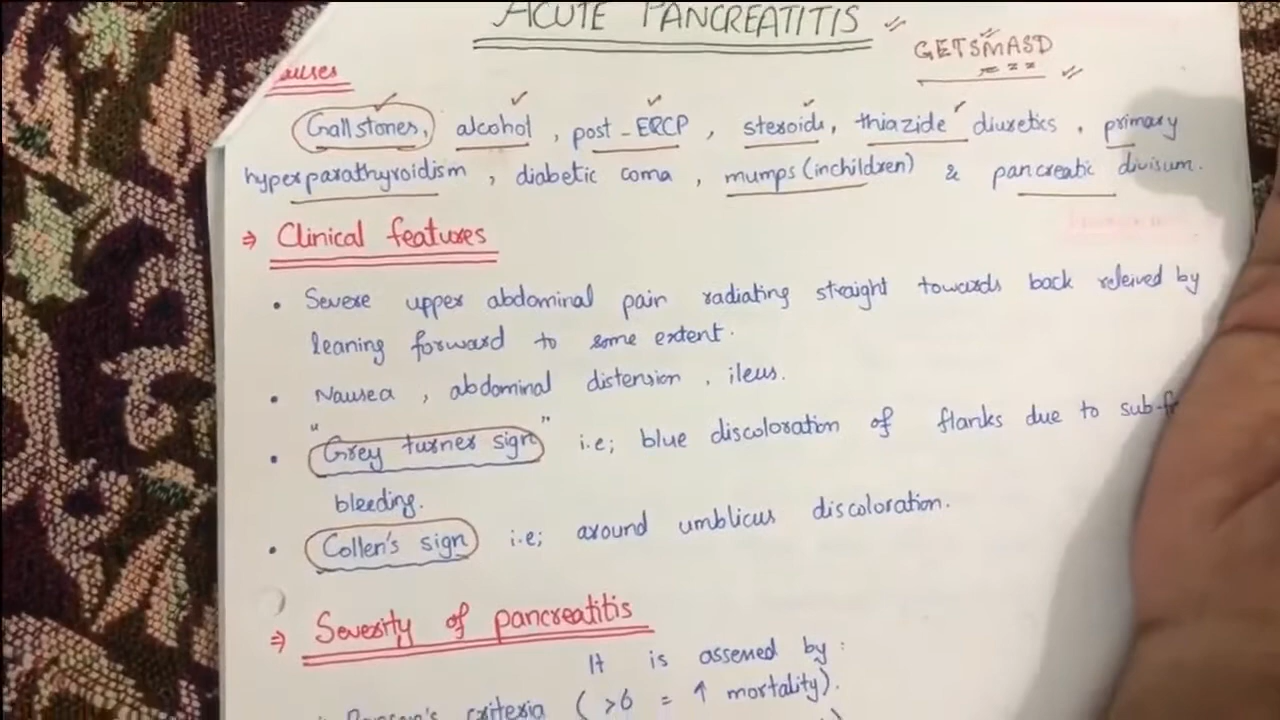 ACUTE PANCREATITIS
GETSMASD
auses
Gallstones, alcohol, post-ERCP, steroids, thiazide diuretics, primary
hyperparathyroidism, diabetic coma, mumps (inchildren) & pancreatic divisum.
⇒ Clinical features
• Severe upper abdominal pain radiating straight towards back releived by
leaning forward to some extent.
• Nausea, abdominal distension, ileus.
• "Grey turner sign" i.e; blue discoloration of flanks due to sub-f
bleeding.
• Collen's sign i.e; around umblicus discoloration.
⇒ Severity of pancreatitis
It is assessed by:
criteria (>6 = ↑ mortality).